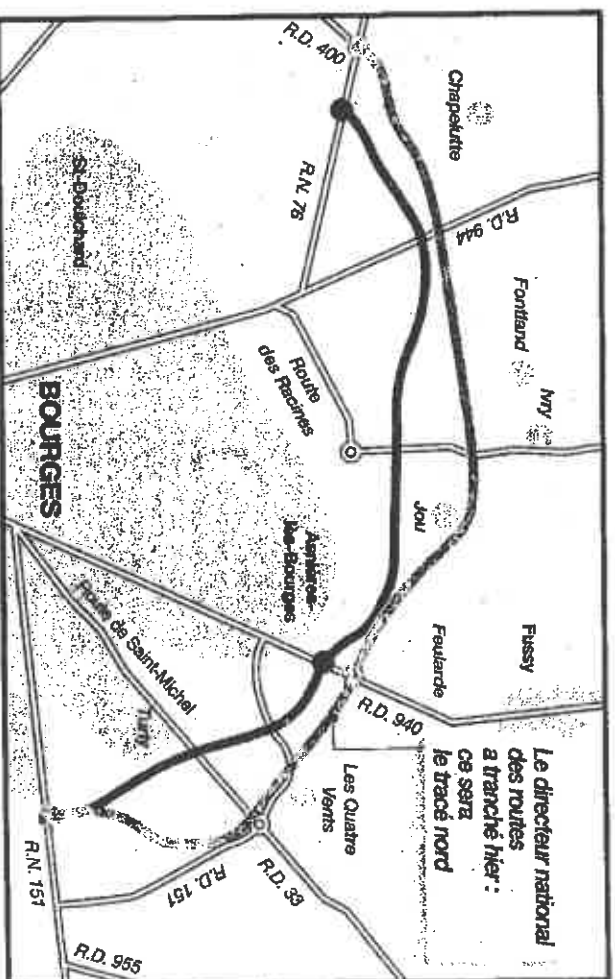 R.D. 400
Chapelutte
R.N. 76
St-Doulchard
R.D. 944
Fontland
Ivry
Route
des Racines
Jou
Asnières-
lès-Bourges
BOURGES
Fussy
Feularde
R.D. 940
Le directeur national
des routes
a tranché hier :
ce sera
le tracé nord
Route de Saint-Michel
Turly
Les Quatre
Vents
R.D. 33
R.D. 151
R.N. 151
R.D. 955